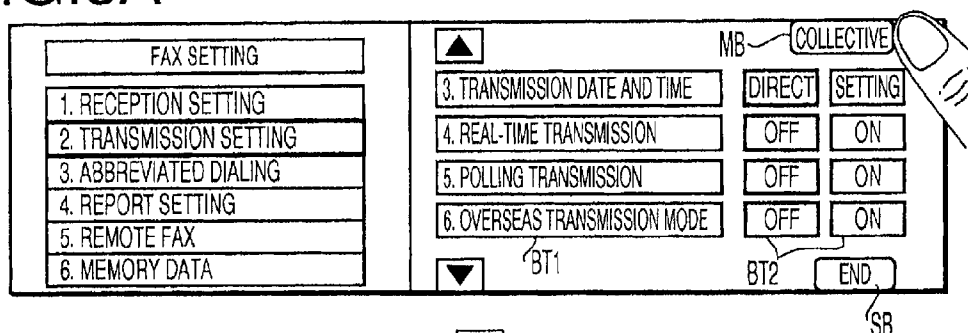 FAX SETTING
1. RECEPTION SETTING
2. TRANSMISSION SETTING
3. ABBREVIATED DIALING
4. REPORT SETTING
5. REMOTE FAX
6. MEMORY DATA
▲
MB COLLECTIVE
3. TRANSMISSION DATE AND TIME DIRECT SETTING
4. REAL-TIME TRANSMISSION OFF ON
5. POLLING TRANSMISSION OFF ON
6. OVERSEAS TRANSMISSION MODE OFF ON
▼ BT1 BT2 END
SB